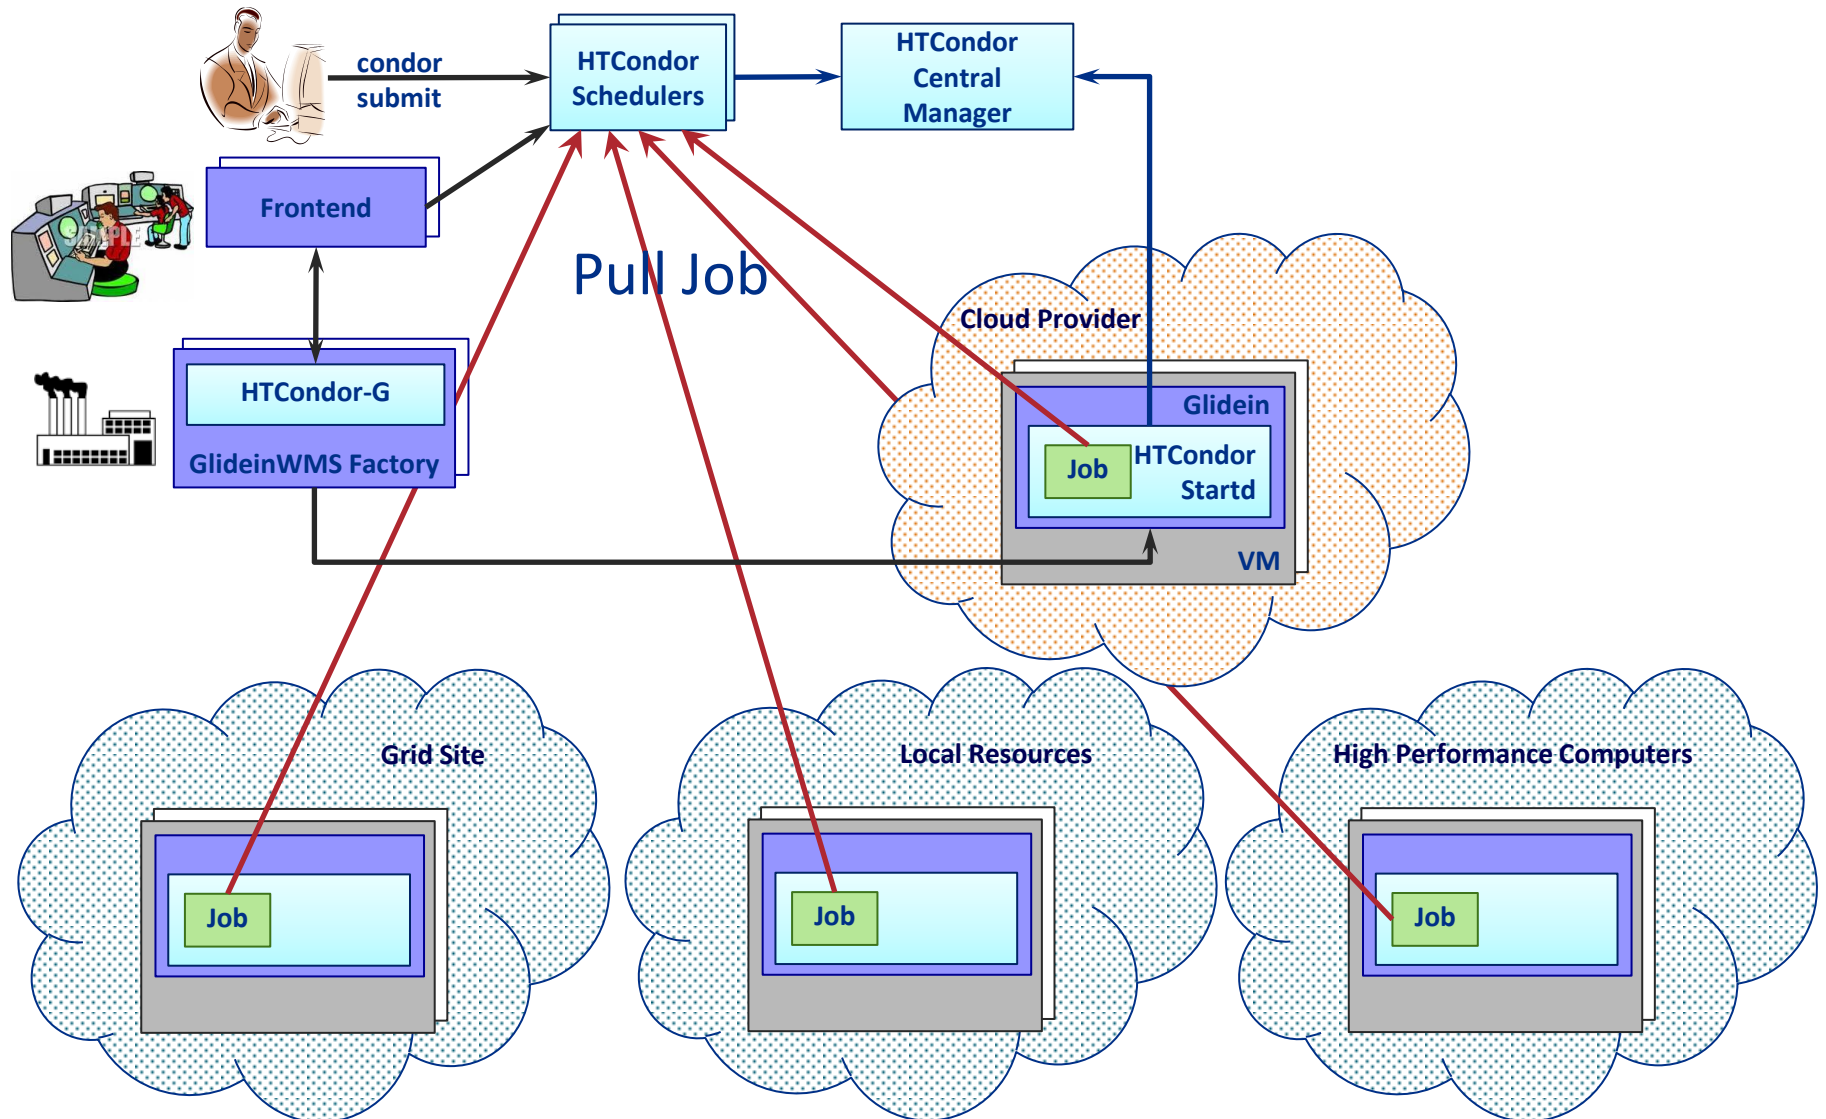 condor
submit
HTCondor
Schedulers
HTCondor
Central
Manager
Frontend
SAMPLE
Pull Job
Cloud Provider
HTCondor-G
GlideinWMS Factory
Glidein
Job
HTCondor
Startd
VM
Grid Site
Job
Local Resources
Job
High Performance Computers
Job